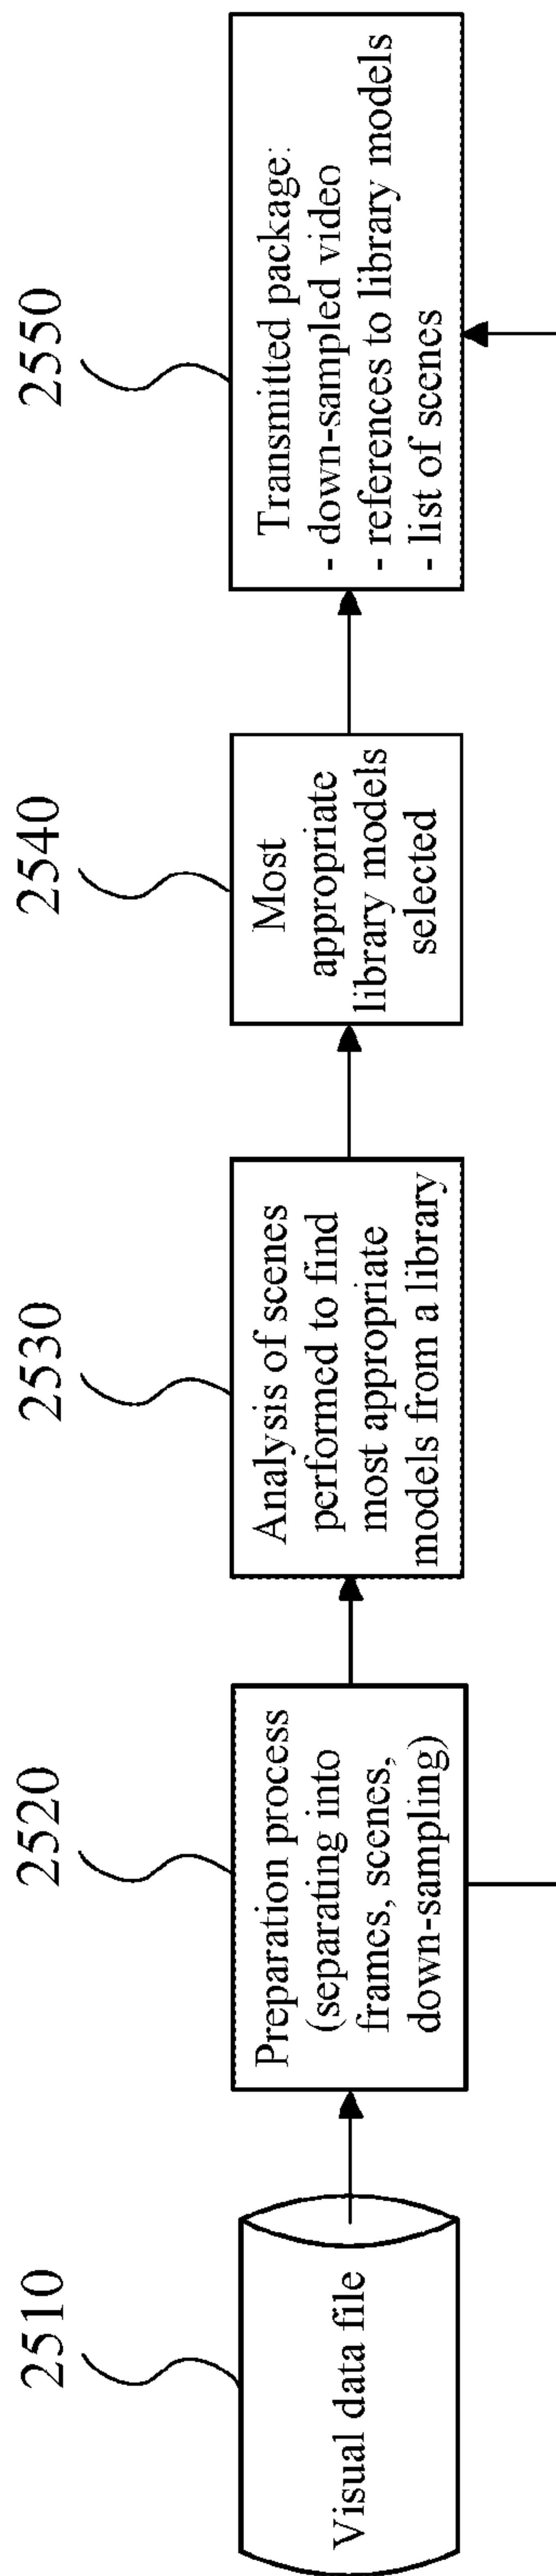 2510
Visual data file
2520
Preparation process
(separating into
frames, scenes,
down-sampling)
2530
Analysis of scenes
performed to find
most appropriate
models from a library
2540
Most
appropriate
library models
selected
2550
Transmitted package:
- down-sampled video
- references to library models
- list of scenes